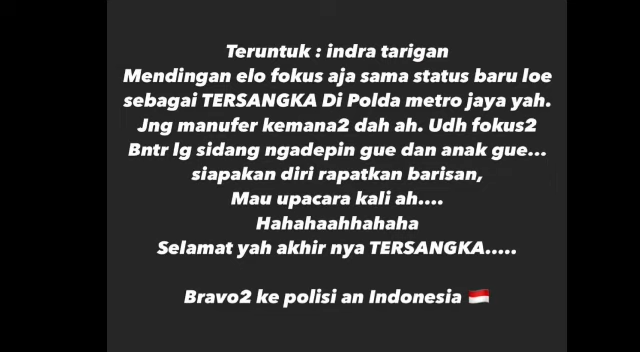 Teruntuk : indra tarigan
Mendingan elo fokus aja sama status baru loe
sebagai TERSANGKA Di Polda metro jaya yah.
Jng manufer kemana2 dah ah. Udh fokus2
Bntr lg sidang ngadepin gue dan anak gue...
siapakan diri rapatkan barisan,
Mau upacara kali ah....
Hahahaahhahaha
Selamat yah akhir nya TERSANGKA.....
Bravo2 ke polisi an Indonesia 🇮🇩